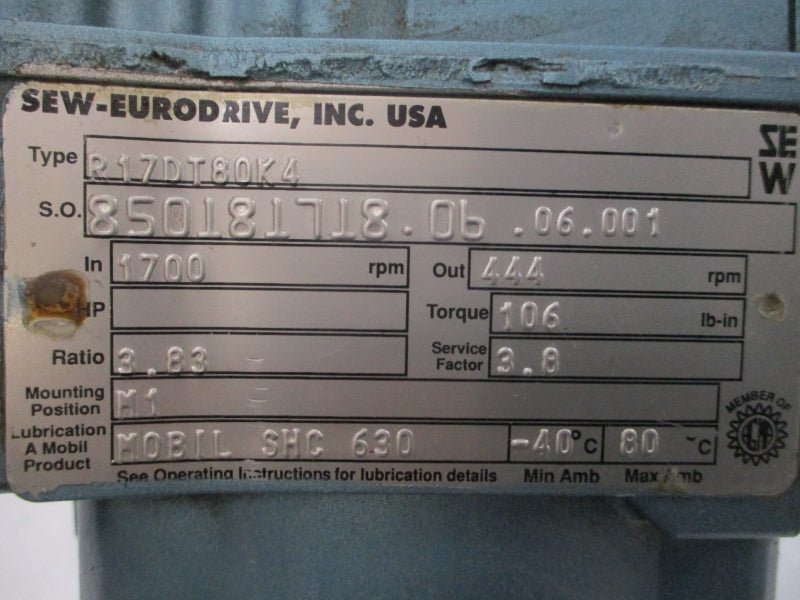 SEW-EURODRIVE, INC. USA
SEW
Type R17DT80K4
S.O. 850181718.06.06.001
In 1700 rpm Out 444 rpm
HP Torque 106 lb-in
Ratio 3.83 Service Factor 3.8
Mounting Position M1
Lubrication A Mobil Product MOBIL SHC 630 -40°C 80 °C
See Operating Instructions for lubrication details Min Amb Max Amb
MEMBER OF